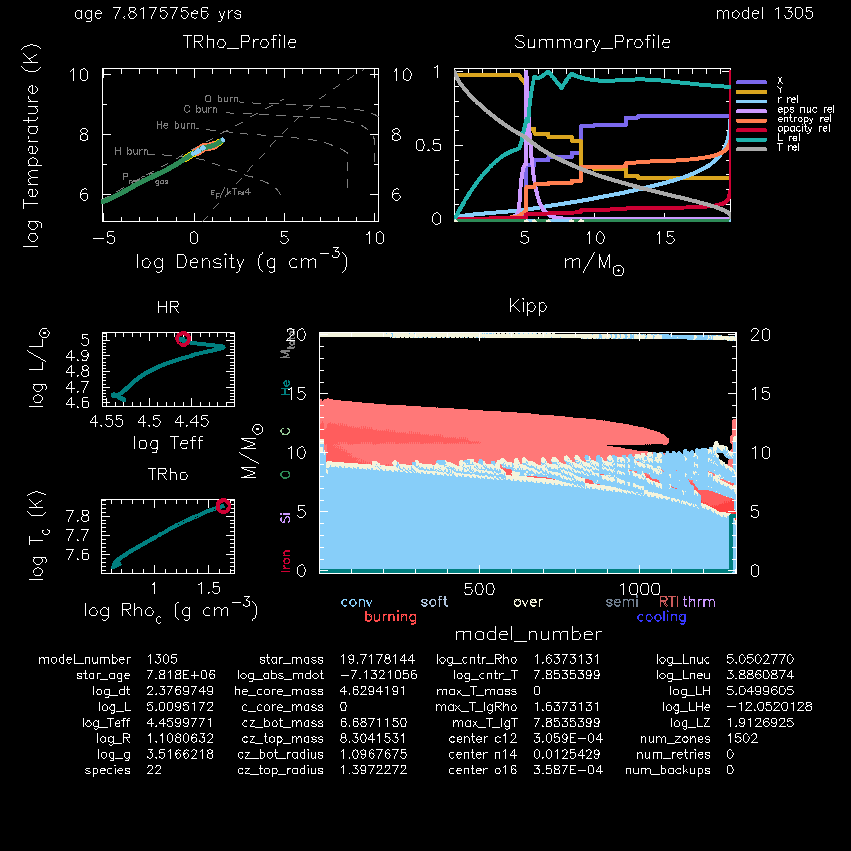 age 7.817575e6 yrs
model 1305
TRho_Profile
Summary_Profile
log Temperature (K)
10
8
6
10
8
6
O burn
C burn
He burn
H burn
gas
−5
0
5
10
log Density (g cm−3)
1
0.5
0
5
10
15
m/M⊙
X
Y
r rel
eps nuc rel
entropy rel
opacity rel
L rel
T rel
HR
log L/L⊙
5
4.9
4.8
4.7
4.6
4.55
4.5
4.45
log Teff
TRho
log Tc (K)
7.8
7.7
7.6
1
1.5
log Rhoc (g cm−3)
Kipp
M/M⊙
20
15
10
5
0
20
15
10
5
0
He
C
O
Si
Iron
500
1000
conv
soft
over
semi
RTI
thrm
burning
cooling
model_number
model_number 1305 star_mass 19.7178144 log_cntr_Rho 1.6373131 log_Lnuc 5.0502770
star_age 7.818E+06 log_abs_mdot −7.1321056 log_cntr_T 7.8535399 log_Lneu 3.8860874
log_dt 2.3769749 he_core_mass 4.6294191 max_T_mass 0 log_LH 5.0499605
log_L 5.0095172 c_core_mass 0 max_T_lgRho 1.6373131 log_LHe −12.0520128
log_Teff 4.4599771 cz_bot_mass 6.6871150 max_T_lgT 7.8535399 log_LZ 1.9126925
log_R 1.1080632 cz_top_mass 8.3041531 center c12 3.059E−04 num_zones 1502
log_g 3.5166218 cz_bot_radius 1.0967675 center n14 0.0125429 num_retries 0
species 22 cz_top_radius 1.3972272 center o16 3.587E−04 num_backups 0